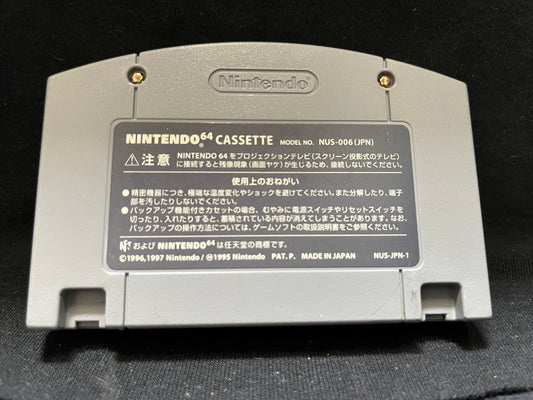 Nintendo
NINTENDO64 CASSETTE MODEL NO. NUS-006(JPN)
⚠注意 NINTENDO 64 をプロジェクションテレビ(スクリーン投影式のテレビ)
に接続すると残像現象(画面ヤケ)が生じるため、接続しないでください。
使用上のおねがい
●精密機器につき、極端な温度変化やショックを避けてください。また分解したり、端子
部を汚したりしないでください。
●バックアップ機能付きカセットの場合、むやみに電源スイッチやリセットスイチを
切ったり、入れたりすると、蓄積されている内容が消えてしまうことがあります。なお、
バックアップの操作方法については、ゲームソフトの取扱説明書をご参照ください。
および NINTENDO64 は任天堂の商標です。
©1996,1997 Nintendo/Ⓜ1995 Nintendo PAT. P. MADE IN JAPAN NUS-JPN-1